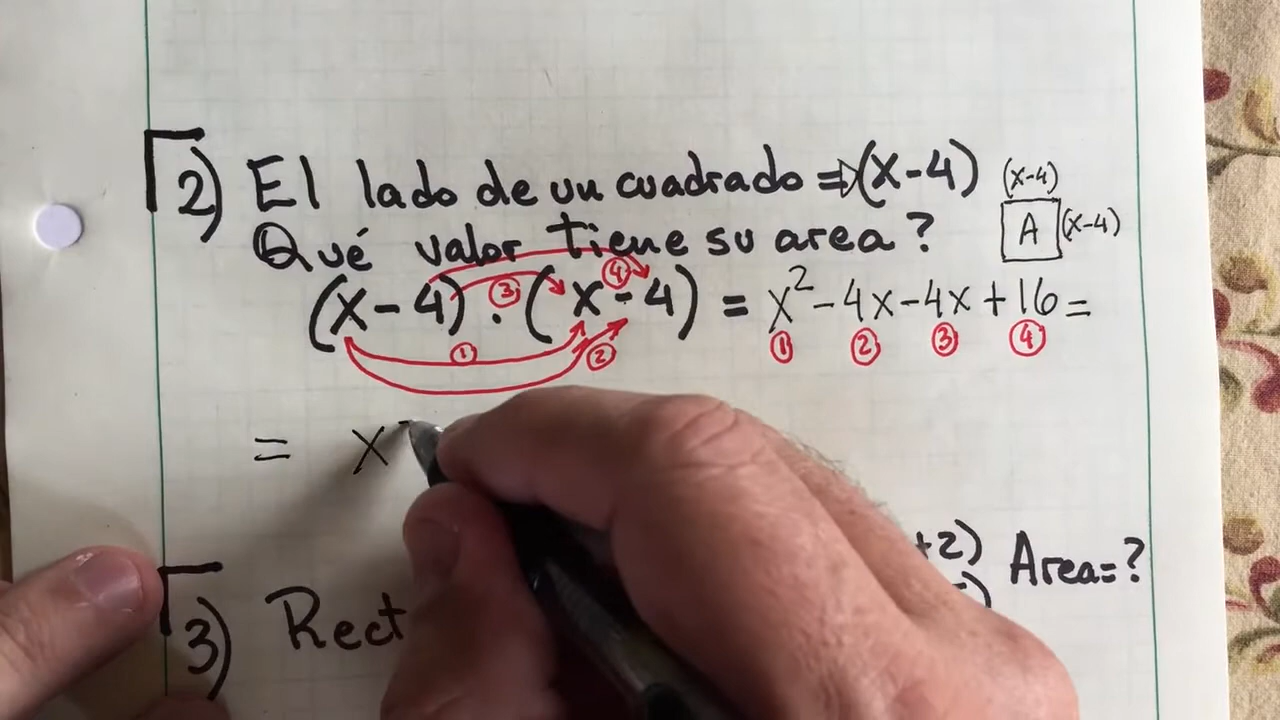 2) El lado de un cuadrado ⇒ (x-4)
(x-4)
A (x-4)
Qué valor tiene su area?
(x-4) · (x-4) = x² - 4x - 4x + 16 =
③ ④
① ②
① ② ③ ④
= x
3) Rect
+2) Area=?